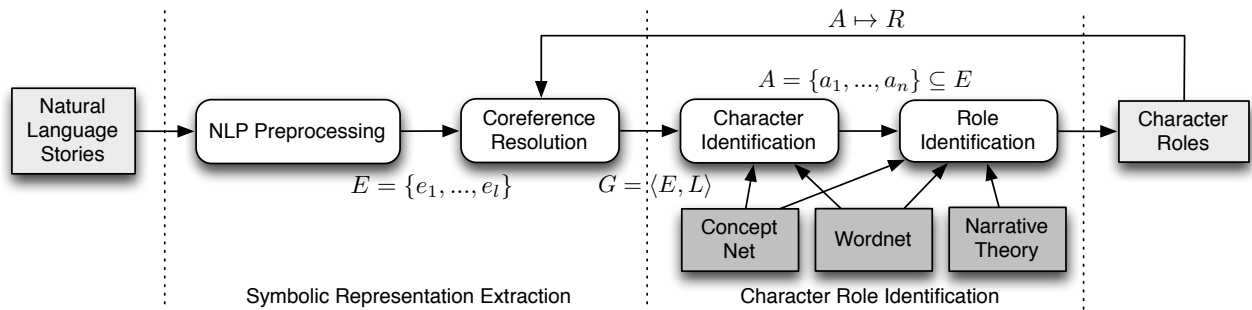 A ↦ R
A = {a₁, ..., aₙ} ⊆ E
Natural
Language
Stories
NLP Preprocessing
Coreference
Resolution
Character
Identification
Role
Identification
Character
Roles
E = {e₁, ..., eₗ}
G = ⟨E, L⟩
Concept
Net
Wordnet
Narrative
Theory
Symbolic Representation Extraction
Character Role Identification